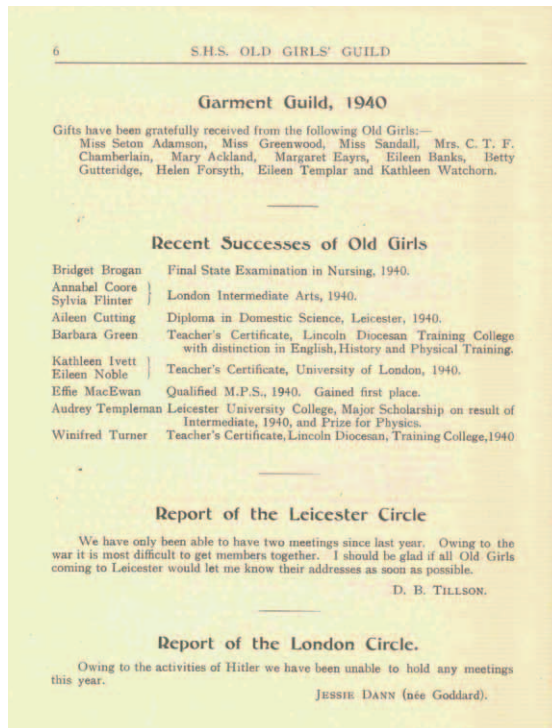 6 S.H.S. OLD GIRLS' GUILD
Garment Guild, 1940
Gifts have been gratefully received from the following Old Girls:—
Miss Seton Adamson, Miss Greenwood, Miss Sandall, Mrs. C. T. F.
Chamberlain, Mary Ackland, Margaret Eayrs, Eileen Banks, Betty
Gutteridge, Helen Forsyth, Eileen Templar and Kathleen Watchorn.
Recent Successes of Old Girls
Bridget Brogan Final State Examination in Nursing, 1940.
Annabel Coore }
Sylvia Flinter } London Intermediate Arts, 1940.
Aileen Cutting Diploma in Domestic Science, Leicester, 1940.
Barbara Green Teacher's Certificate, Lincoln Diocesan Training College
with distinction in English, History and Physical Training.
Kathleen Ivett }
Eileen Noble } Teacher's Certificate, University of London, 1940.
Effie MacEwan Qualified M.P.S., 1940. Gained first place.
Audrey Templeman Leicester University College, Major Scholarship on result of
Intermediate, 1940, and Prize for Physics.
Winifred Turner Teacher's Certificate, Lincoln Diocesan, Training College, 1940
Report of the Leicester Circle
We have only been able to have two meetings since last year. Owing to the
war it is most difficult to get members together. I should be glad if all Old Girls
coming to Leicester would let me know their addresses as soon as possible.
D. B. TILLSON.
Report of the London Circle.
Owing to the activities of Hitler we have been unable to hold any meetings
this year.
JESSIE DANN (née Goddard).